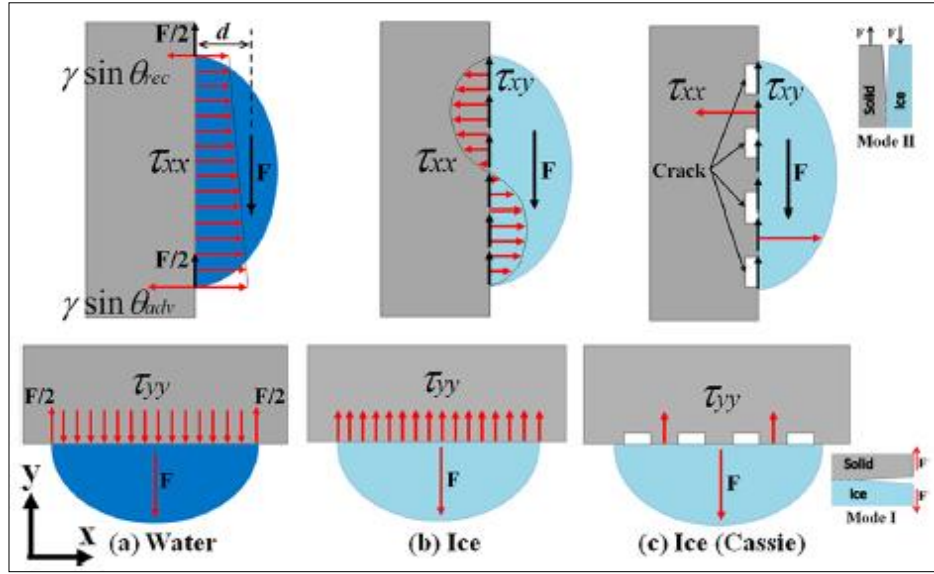 F/2
d
γ sin θrec
τxx
F
F/2
γ sin θadv
τxy
τxx
F
τxx
τxy
Crack
F
F
F
Solid
Ice
Mode II
F/2
τyy
F/2
F
τyy
F
τyy
F
Solid
F
Ice
F
Mode I
y
x
(a) Water
(b) Ice
(c) Ice (Cassie)